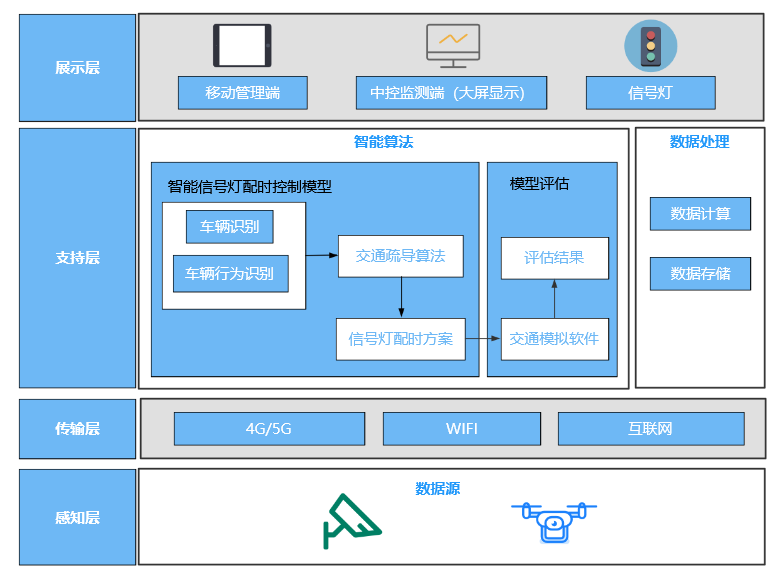 展示层
移动管理端
中控监测端（大屏显示）
信号灯
支持层
智能算法
智能信号灯配时控制模型
车辆识别
车辆行为识别
交通疏导算法
信号灯配时方案
模型评估
评估结果
交通模拟软件
数据处理
数据计算
数据存储
传输层
4G/5G
WIFI
互联网
感知层
数据源